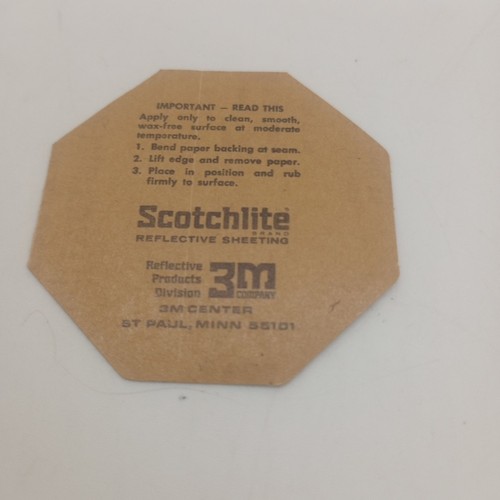 IMPORTANT — READ THIS
Apply only to clean, smooth,
wax-free surface at moderate
temperature.
1. Bend paper backing at seam.
2. Lift edge and remove paper.
3. Place in position and rub
firmly to surface.
Scotchlite
BRAND
REFLECTIVE SHEETING
Reflective
Products
Division
3M
COMPANY
3M CENTER
ST PAUL, MINN 55101